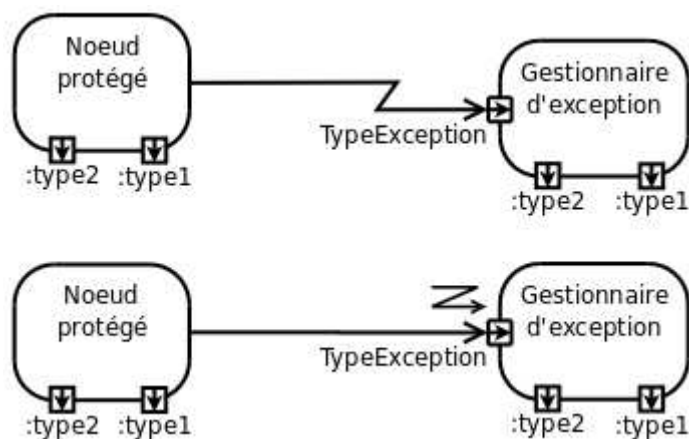 Noeud
protégé
Gestionnaire
d'exception
TypeException
:type2 :type1
:type2 :type1
Noeud
protégé
Gestionnaire
d'exception
TypeException
:type2 :type1
:type2 :type1